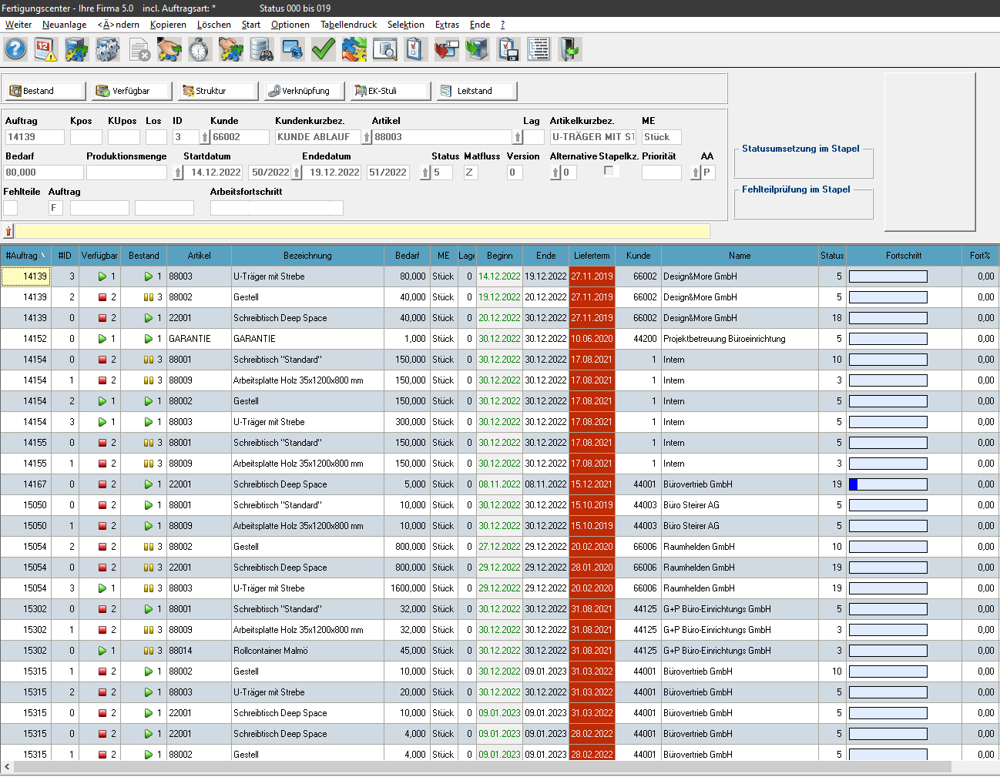 Fertigungscenter - Ihre Firma 5.0    incl. Auftragsart: *    Status 000 bis 019
Weiter Neuanlage <Ä>ndern Kopieren Löschen Start Optionen Tabellendruck Selektion Extras Ende ?
Bestand Verfügbar Struktur Verknüpfung EK-Stuli Leitstand
Auftrag Kpos KUpos Los ID Kunde Kundenkurzbez. Artikel Lag Artikelkurzbez. ME
14139 3 66002 KUNDE ABLAUF 88003 U-TRÄGER MIT ST Stück
Statusumsetzung im Stapel
Bedarf Produktionsmenge Startdatum Endedatum Status Matfluss Version Alternative Stapelkz. Priorität AA
80,000 14.12.2022 50/2022 19.12.2022 51/2022 5 Z 0 0 P
Fehlteilprüfung im Stapel
Fehlteile Auftrag Arbeitsfortschritt
F
#Auftrag #ID Verfügbar Bestand Artikel Bezeichnung Bedarf ME Lage Beginn Ende Lieferterm Kunde Name Status Fortschritt Fort%
14139 3 1 1 88003 U-Träger mit Strebe 80,000 Stück 0 14.12.2022 19.12.2022 27.11.2019 66002 Design&More GmbH 5 0,00
14139 2 2 3 88002 Gestell 40,000 Stück 0 19.12.2022 30.12.2022 27.11.2019 66002 Design&More GmbH 5 0,00
14139 0 2 1 22001 Schreibtisch Deep Space 40,000 Stück 0 20.12.2022 30.12.2022 27.11.2019 66002 Design&More GmbH 18 0,00
14152 0 1 1 GARANTIE GARANTIE 1,000 Stück 0 30.12.2022 30.12.2022 10.06.2020 44200 Projektbetreuung Büroeinrichtung 5 0,00
14154 0 2 3 88001 Schreibtisch "Standard" 150,000 Stück 0 30.12.2022 30.12.2022 17.08.2021 1 Intern 10 0,00
14154 1 2 3 88009 Arbeitsplatte Holz 35x1200x800 mm 150,000 Stück 0 30.12.2022 30.12.2022 17.08.2021 1 Intern 3 0,00
14154 2 1 1 88002 Gestell 150,000 Stück 0 30.12.2022 30.12.2022 17.08.2021 1 Intern 5 0,00
14154 3 1 1 88003 U-Träger mit Strebe 300,000 Stück 0 30.12.2022 30.12.2022 17.08.2021 1 Intern 5 0,00
14155 0 2 3 88001 Schreibtisch "Standard" 150,000 Stück 0 30.12.2022 30.12.2022 17.08.2021 1 Intern 5 0,00
14155 1 2 3 88009 Arbeitsplatte Holz 35x1200x800 mm 150,000 Stück 0 30.12.2022 30.12.2022 17.08.2021 1 Intern 3 0,00
14167 0 2 1 22001 Schreibtisch Deep Space 5,000 Stück 0 08.11.2022 08.11.2022 15.12.2021 44001 Bürovertrieb GmbH 19 0,00
15050 0 2 1 88001 Schreibtisch "Standard" 10,000 Stück 0 30.12.2022 30.12.2022 15.10.2019 44003 Büro Steirer AG 5 0,00
15050 1 2 1 88009 Arbeitsplatte Holz 35x1200x800 mm 10,000 Stück 0 30.12.2022 30.12.2022 15.10.2019 44003 Büro Steirer AG 5 0,00
15054 2 2 3 88002 Gestell 800,000 Stück 0 27.12.2022 29.12.2022 20.02.2020 66006 Raumhelden GmbH 10 0,00
15054 0 2 3 22001 Schreibtisch Deep Space 800,000 Stück 0 29.12.2022 29.12.2022 28.01.2020 66006 Raumhelden GmbH 19 0,00
15054 3 1 3 88003 U-Träger mit Strebe 1600,000 Stück 0 29.12.2022 29.12.2022 20.02.2020 66006 Raumhelden GmbH 19 0,00
15302 0 2 1 88001 Schreibtisch "Standard" 32,000 Stück 0 30.12.2022 30.12.2022 31.08.2021 44125 G+P Büro-Einrichtungs GmbH 5 0,00
15302 1 2 3 88009 Arbeitsplatte Holz 35x1200x800 mm 32,000 Stück 0 30.12.2022 30.12.2022 31.08.2021 44125 G+P Büro-Einrichtungs GmbH 3 0,00
15302 0 1 3 88014 Rollcontainer Malmö 45,000 Stück 0 30.12.2022 30.12.2022 31.08.2021 44125 G+P Büro-Einrichtungs GmbH 3 0,00
15315 1 2 1 88002 Gestell 10,000 Stück 0 30.12.2022 09.01.2023 31.03.2022 44001 Bürovertrieb GmbH 10 0,00
15315 2 2 1 88003 U-Träger mit Strebe 20,000 Stück 0 30.12.2022 30.12.2022 31.03.2022 44001 Bürovertrieb GmbH 5 0,00
15315 0 2 1 22001 Schreibtisch Deep Space 10,000 Stück 0 09.01.2023 09.01.2023 31.03.2022 44001 Bürovertrieb GmbH 5 0,00
15315 0 2 1 22001 Schreibtisch Deep Space 4,000 Stück 0 09.01.2023 09.01.2023 28.02.2022 44001 Bürovertrieb GmbH 5 0,00
15315 1 2 1 88002 Gestell 4,000 Stück 0 09.01.2023 09.01.2023 28.02.2022 44001 Bürovertrieb GmbH 5 0,00